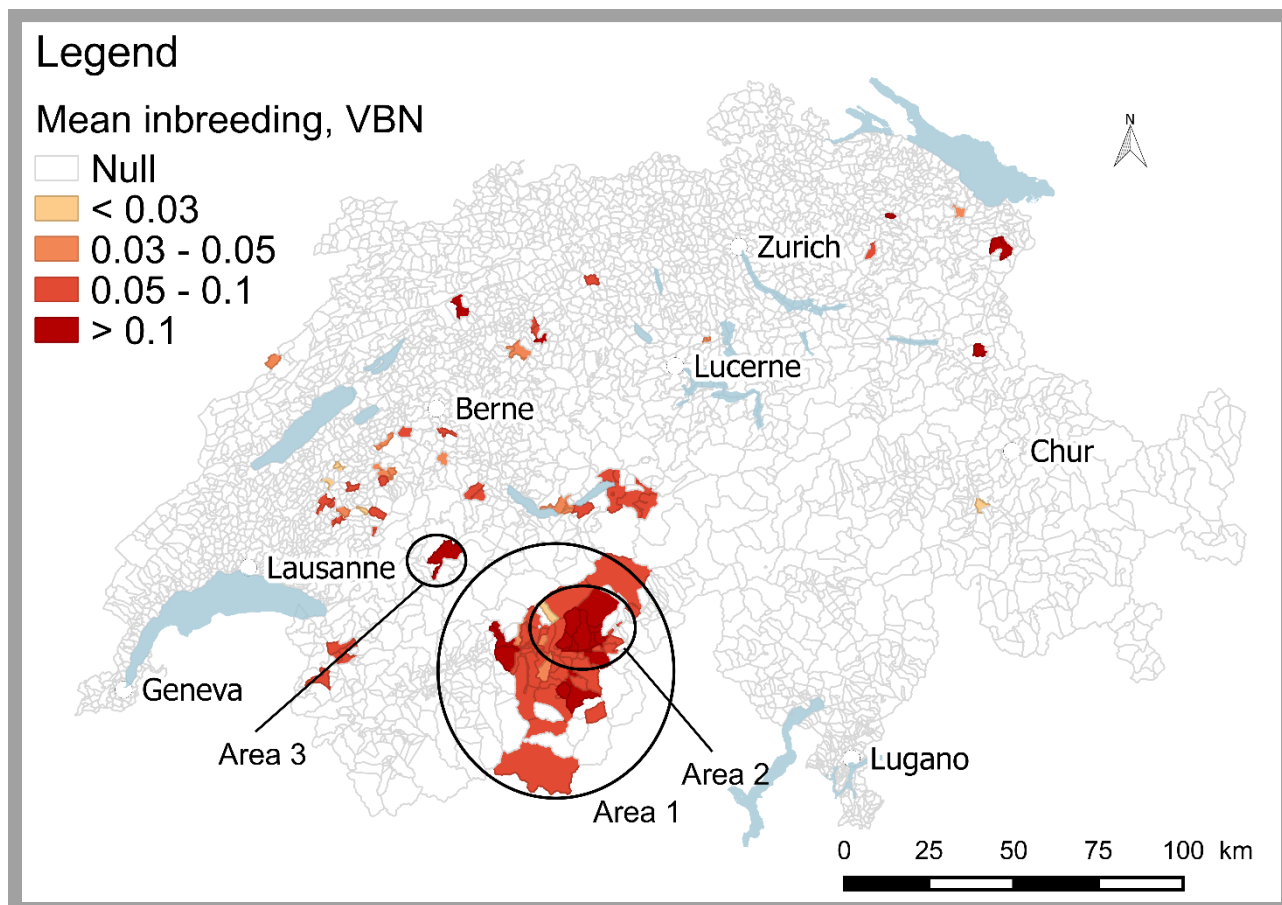 Legend
Mean inbreeding, VBN
Null
< 0.03
0.03 - 0.05
0.05 - 0.1
> 0.1
N
Zurich
Lucerne
Berne
Chur
Lausanne
Geneva
Area 3
Area 2
Lugano
Area 1
0 25 50 75 100 km